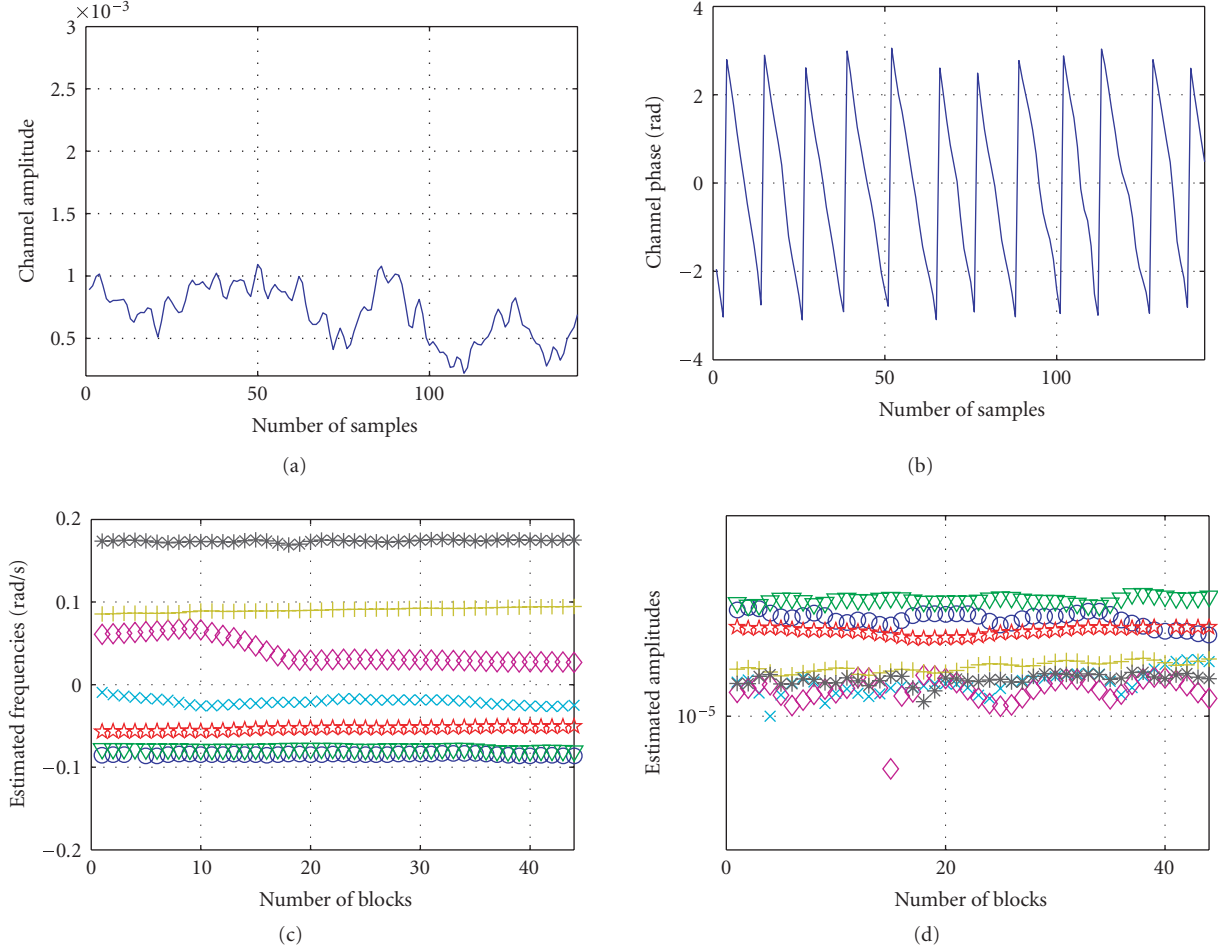 ×10⁻³
3
2.5
2
1.5
1
0.5
0
50
100
Channel amplitude
Number of samples
(a)
4
2
0
−2
−4
0
50
100
Channel phase (rad)
Number of samples
(b)
0.2
0.1
0
−0.1
−0.2
0
10
20
30
40
Estimated frequencies (rad/s)
Number of blocks
(c)
10⁻⁵
0
20
40
Estimated amplitudes
Number of blocks
(d)